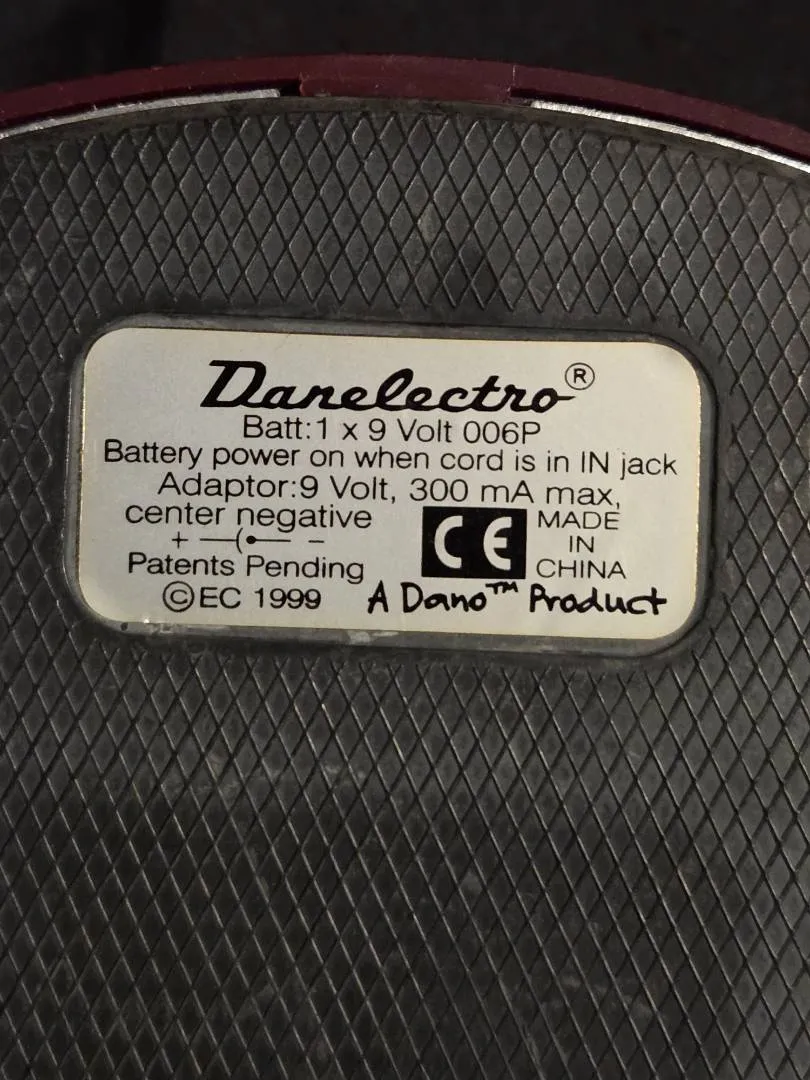 Danelectro®
Batt:1 x 9 Volt 006P
Battery power on when cord is in IN jack
Adaptor:9 Volt, 300 mA max,
center negative
+ –
Patents Pending
©EC 1999
CE
MADE
IN
CHINA
A Dano™ Product